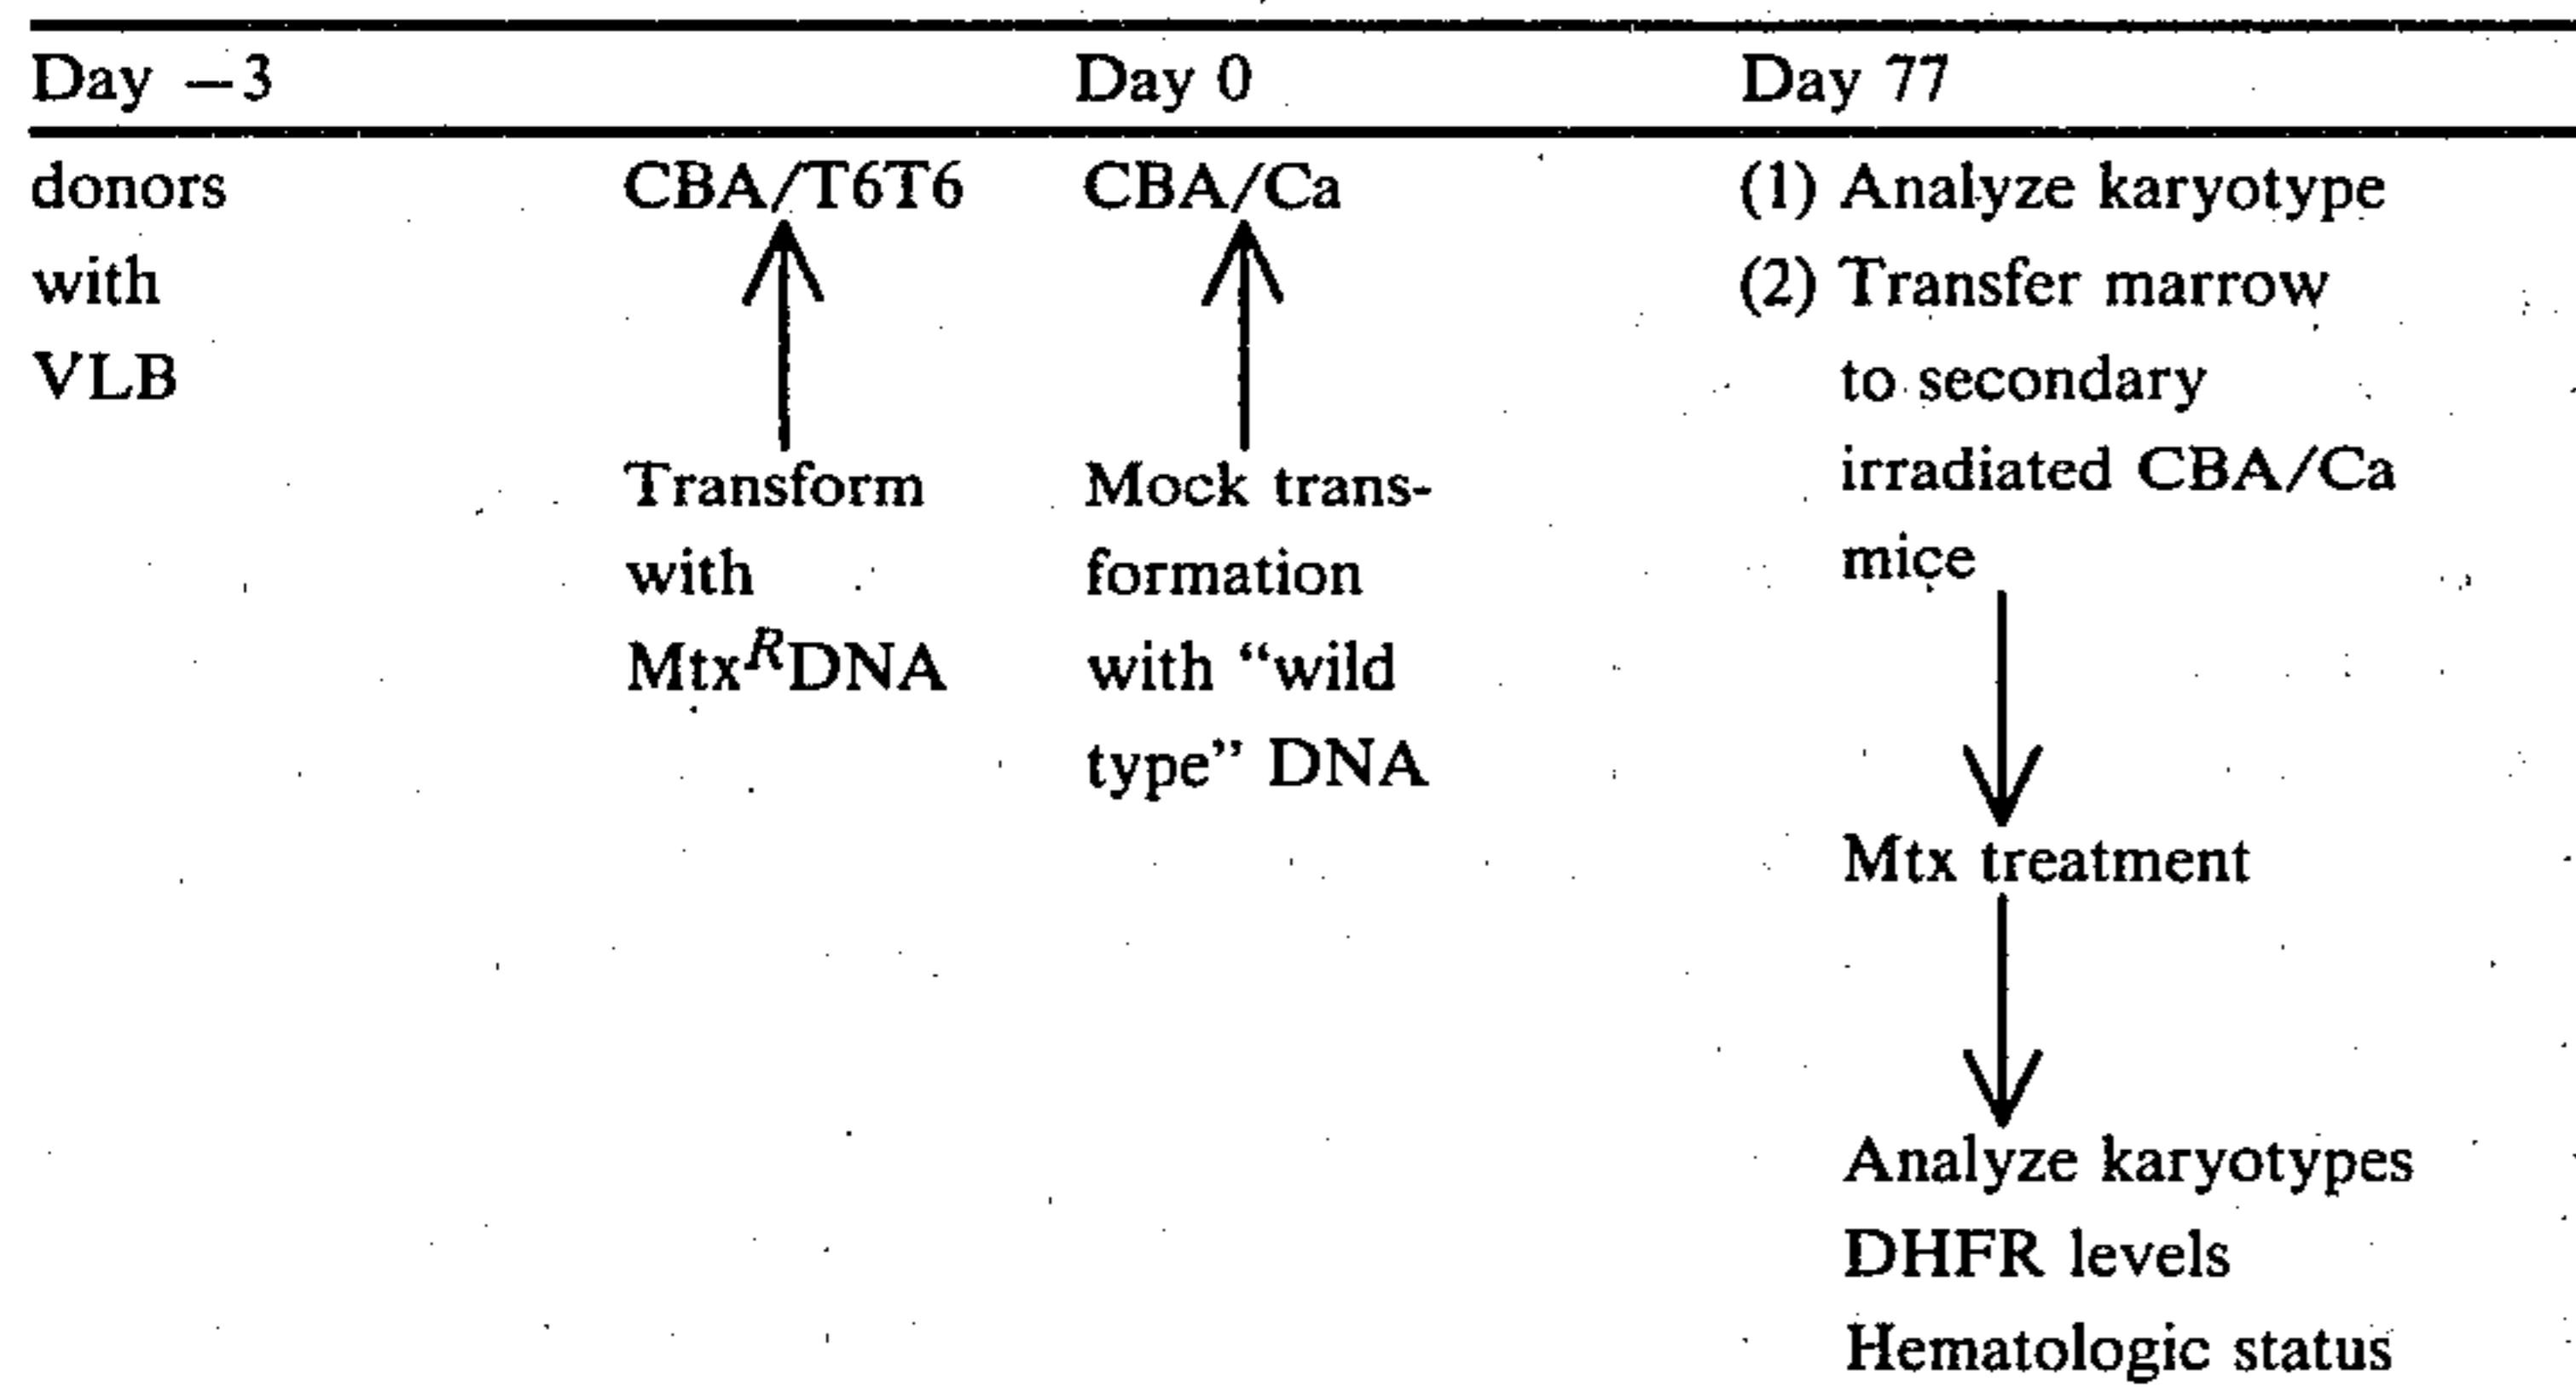 Day −3 Day 0 Day 77
donors CBA/T6T6 CBA/Ca (1) Analyze karyotype
with (2) Transfer marrow
VLB to secondary
Transform Mock trans- irradiated CBA/Ca
with formation mice
Mtx^R DNA with “wild
type” DNA
Mtx treatment
Analyze karyotypes
DHFR levels
Hematologic status